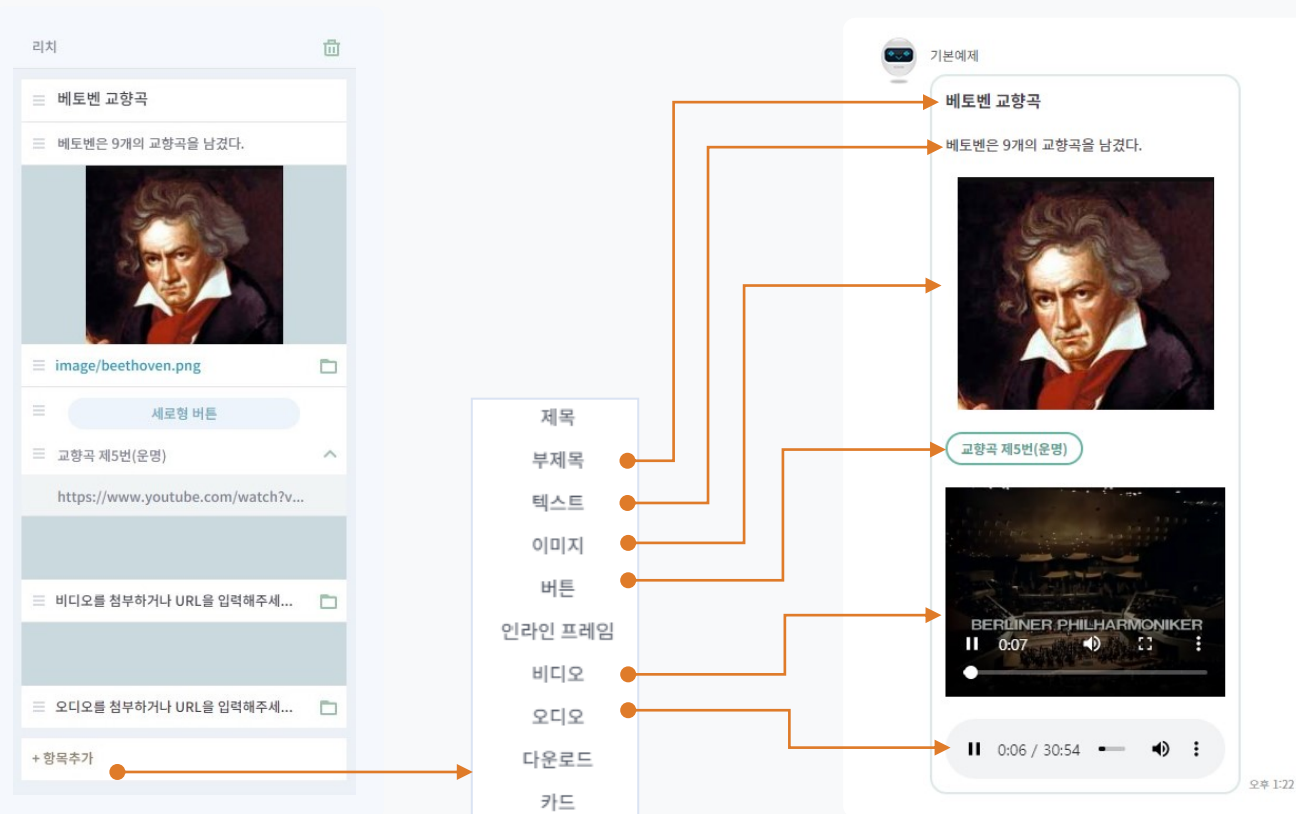 리치
베토벤 교향곡
베토벤은 9개의 교향곡을 남겼다.
image/beethoven.png
세로형 버튼
교향곡 제5번(운명)
https://www.youtube.com/watch?v...
비디오를 첨부하거나 URL을 입력해주세...
오디오를 첨부하거나 URL을 입력해주세...
+ 항목추가
제목
부제목
텍스트
이미지
버튼
인라인 프레임
비디오
오디오
다운로드
카드
기본예제
베토벤 교향곡
베토벤은 9개의 교향곡을 남겼다.
교향곡 제5번(운명)
BERLINER PHILHARMONIKER
0:07
0:06 / 30:54
오후 1:22